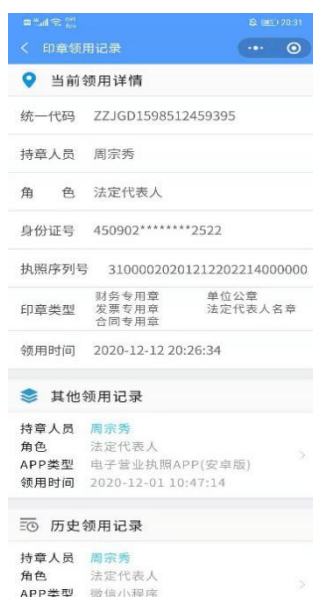 20:31
印章领用记录
当前领用详情
统一代码 ZZJGD1598512459395
持章人员 周宗秀
角 色 法定代表人
身份证号 450902********2522
执照序列号 31000020201212202214000000
印章类型 财务专用章 单位公章
发票专用章 法定代表人名章
合同专用章
领用时间 2020-12-12 20:26:34
其他领用记录
持章人员 周宗秀
角色 法定代表人
APP类型 电子营业执照APP(安卓版)
领用时间 2020-12-01 10:47:14
历史领用记录
持章人员 周宗秀
角色 法定代表人
APP类型 微信小程序